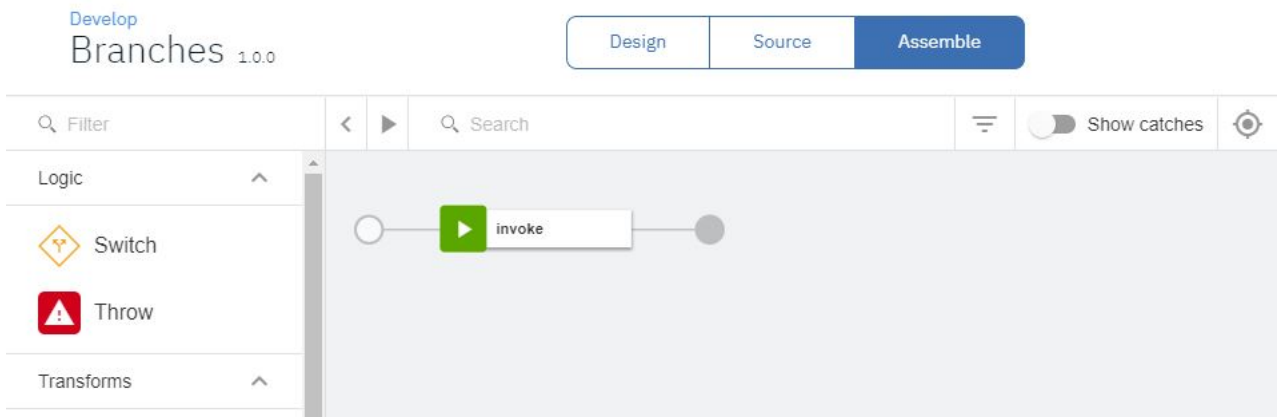 Develop
Branches 1.0.0
Design
Source
Assemble
Filter
Search
Show catches
Logic
invoke
Switch
Throw
Transforms